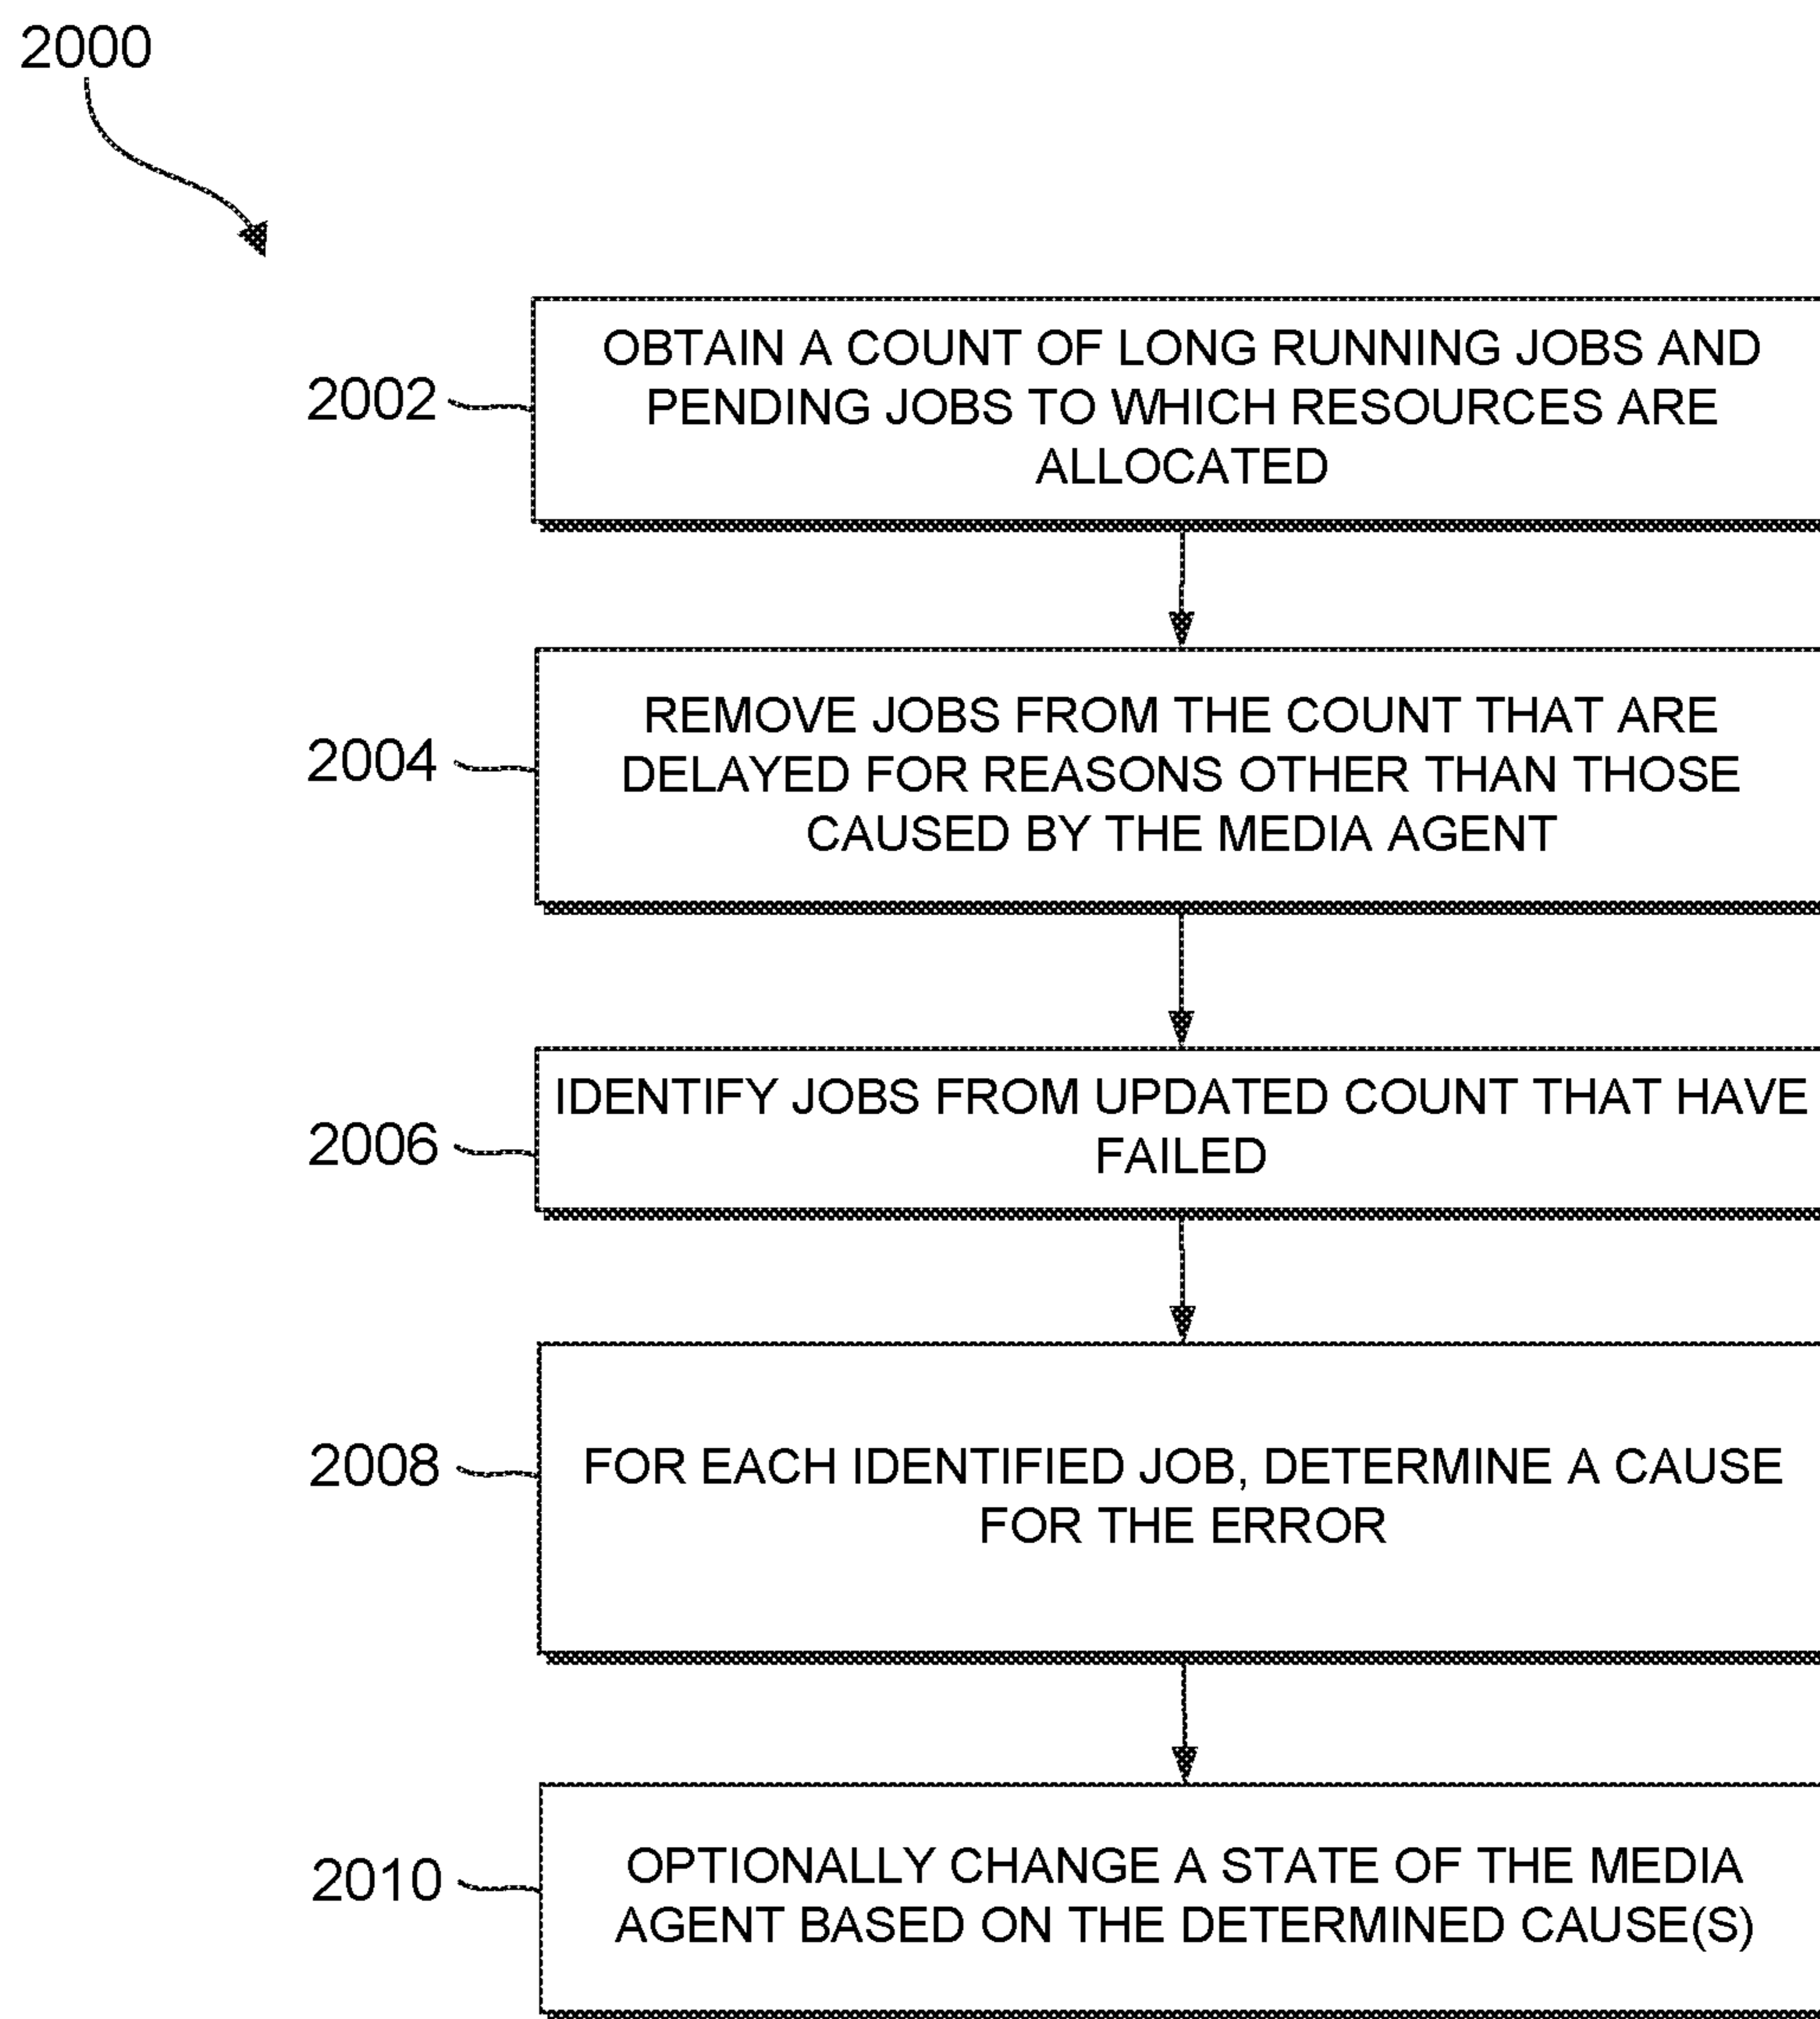 2000
2002
OBTAIN A COUNT OF LONG RUNNING JOBS AND
PENDING JOBS TO WHICH RESOURCES ARE
ALLOCATED
2004
REMOVE JOBS FROM THE COUNT THAT ARE
DELAYED FOR REASONS OTHER THAN THOSE
CAUSED BY THE MEDIA AGENT
2006
IDENTIFY JOBS FROM UPDATED COUNT THAT HAVE
FAILED
2008
FOR EACH IDENTIFIED JOB, DETERMINE A CAUSE
FOR THE ERROR
2010
OPTIONALLY CHANGE A STATE OF THE MEDIA
AGENT BASED ON THE DETERMINED CAUSE(S)